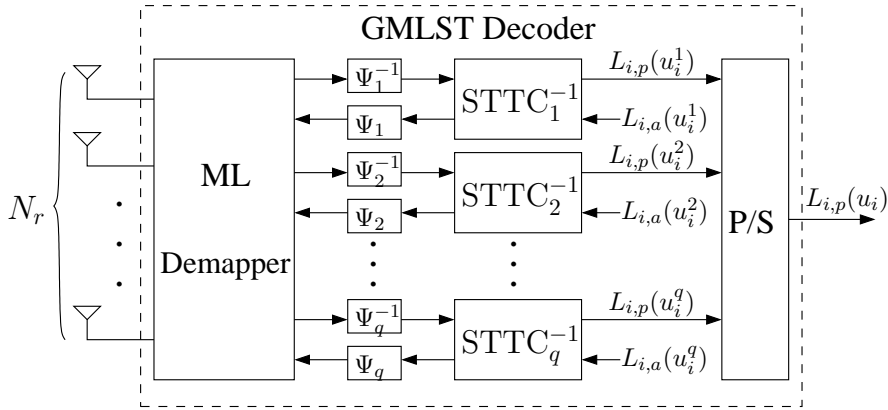 GMLST Decoder
N_r
ML
Demapper
Ψ_1^{-1}
STTC_1^{-1}
L_{i,p}(u_i^1)
Ψ_1
L_{i,a}(u_i^1)
Ψ_2^{-1}
STTC_2^{-1}
L_{i,p}(u_i^2)
Ψ_2
L_{i,a}(u_i^2)
Ψ_q^{-1}
STTC_q^{-1}
L_{i,p}(u_i^q)
Ψ_q
L_{i,a}(u_i^q)
P/S
L_{i,p}(u_i)